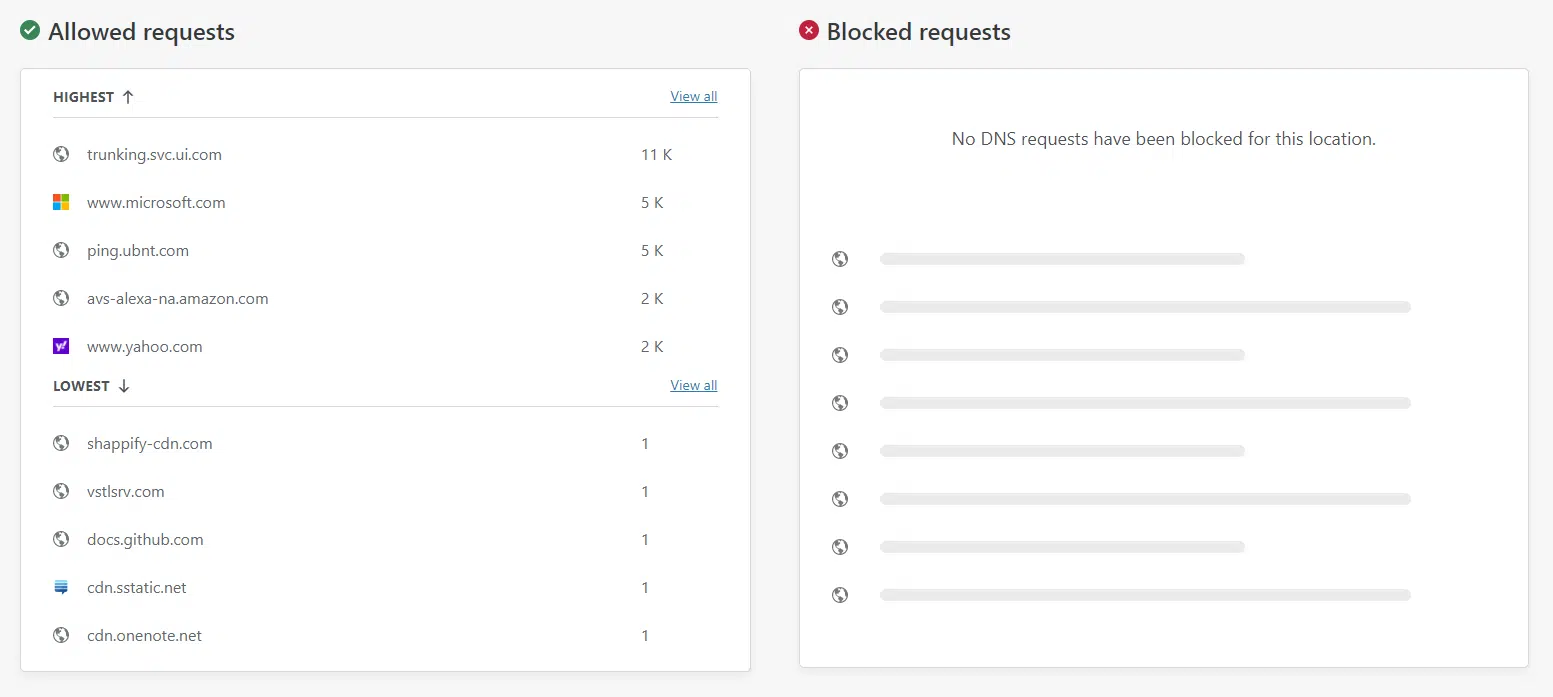 Allowed requests
HIGHEST ↑ View all
trunking.svc.ui.com 11 K
www.microsoft.com 5 K
ping.ubnt.com 5 K
avs-alexa-na.amazon.com 2 K
www.yahoo.com 2 K
LOWEST ↓ View all
shappify-cdn.com 1
vstlsrv.com 1
docs.github.com 1
cdn.sstatic.net 1
cdn.onenote.net 1
Blocked requests
No DNS requests have been blocked for this location.